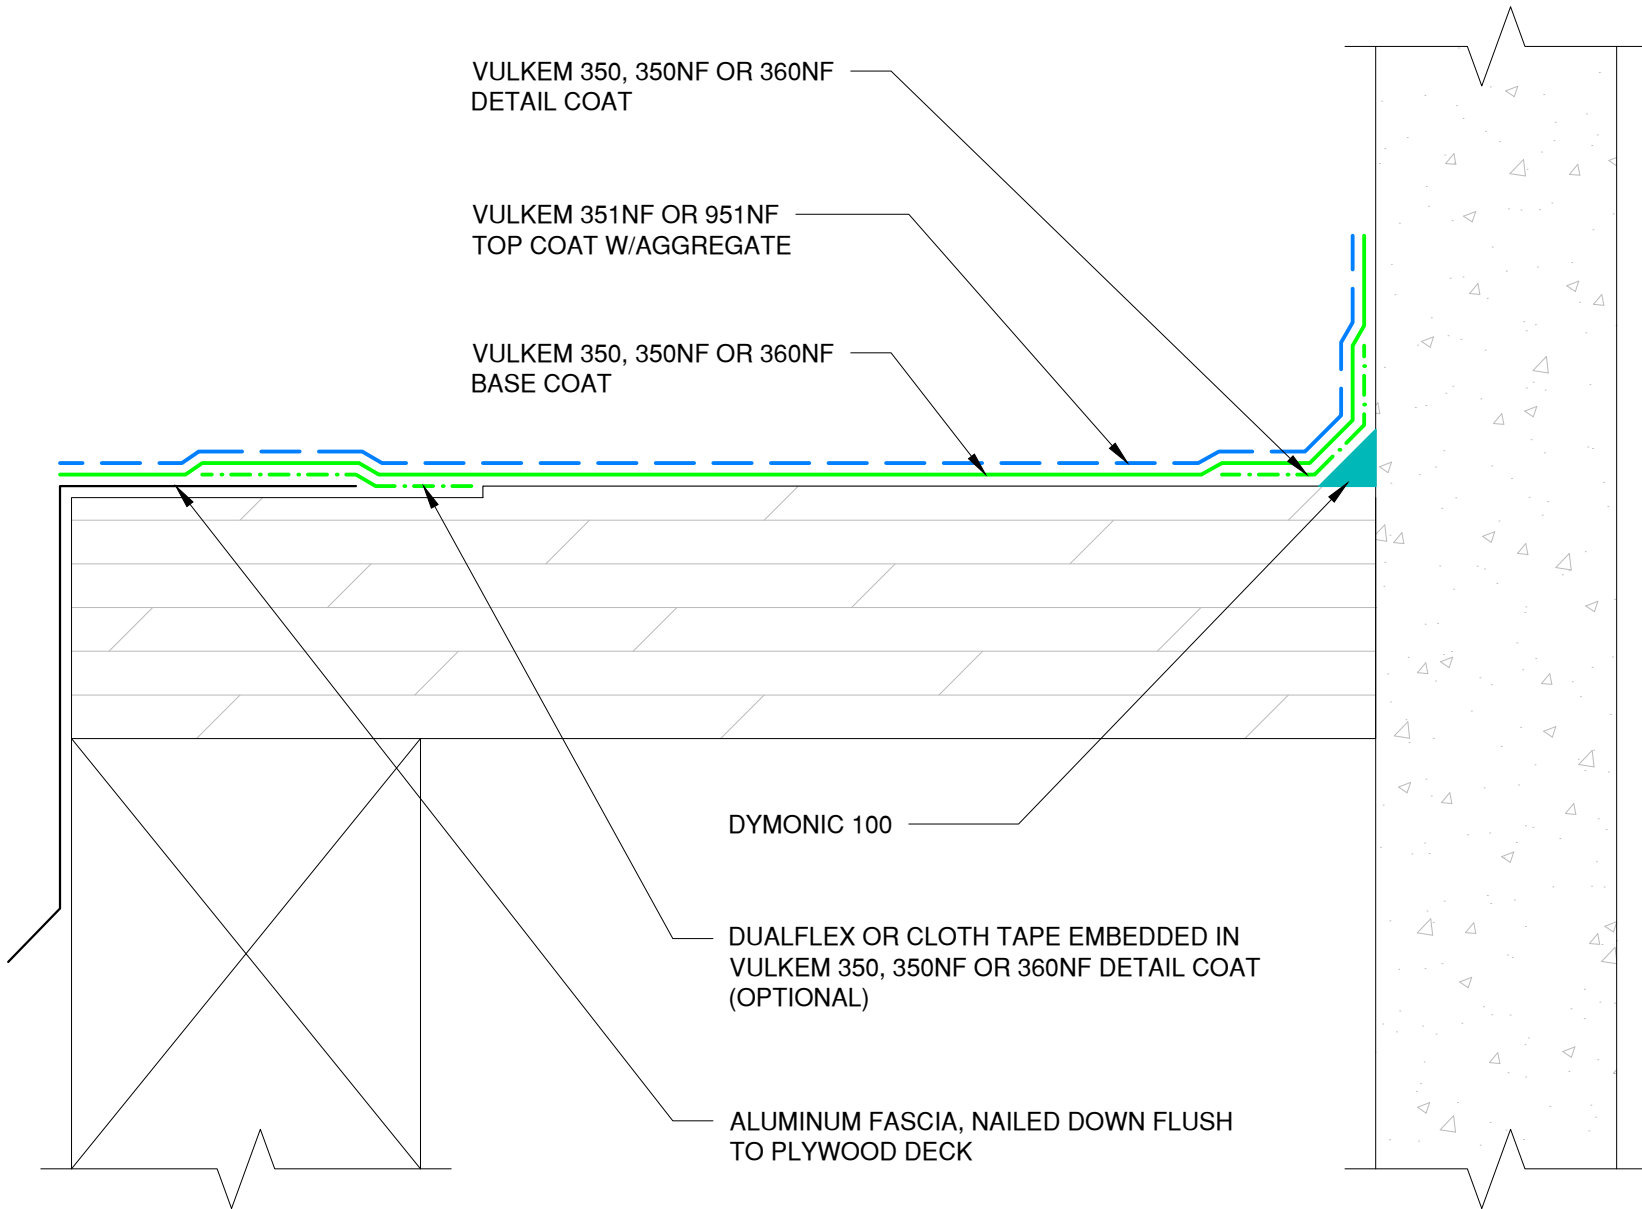 VULKEM 350, 350NF OR 360NF
DETAIL COAT
VULKEM 351NF OR 951NF
TOP COAT W/AGGREGATE
VULKEM 350, 350NF OR 360NF
BASE COAT
DYMONIC 100
DUALFLEX OR CLOTH TAPE EMBEDDED IN
VULKEM 350, 350NF OR 360NF DETAIL COAT
(OPTIONAL)
ALUMINUM FASCIA, NAILED DOWN FLUSH
TO PLYWOOD DECK